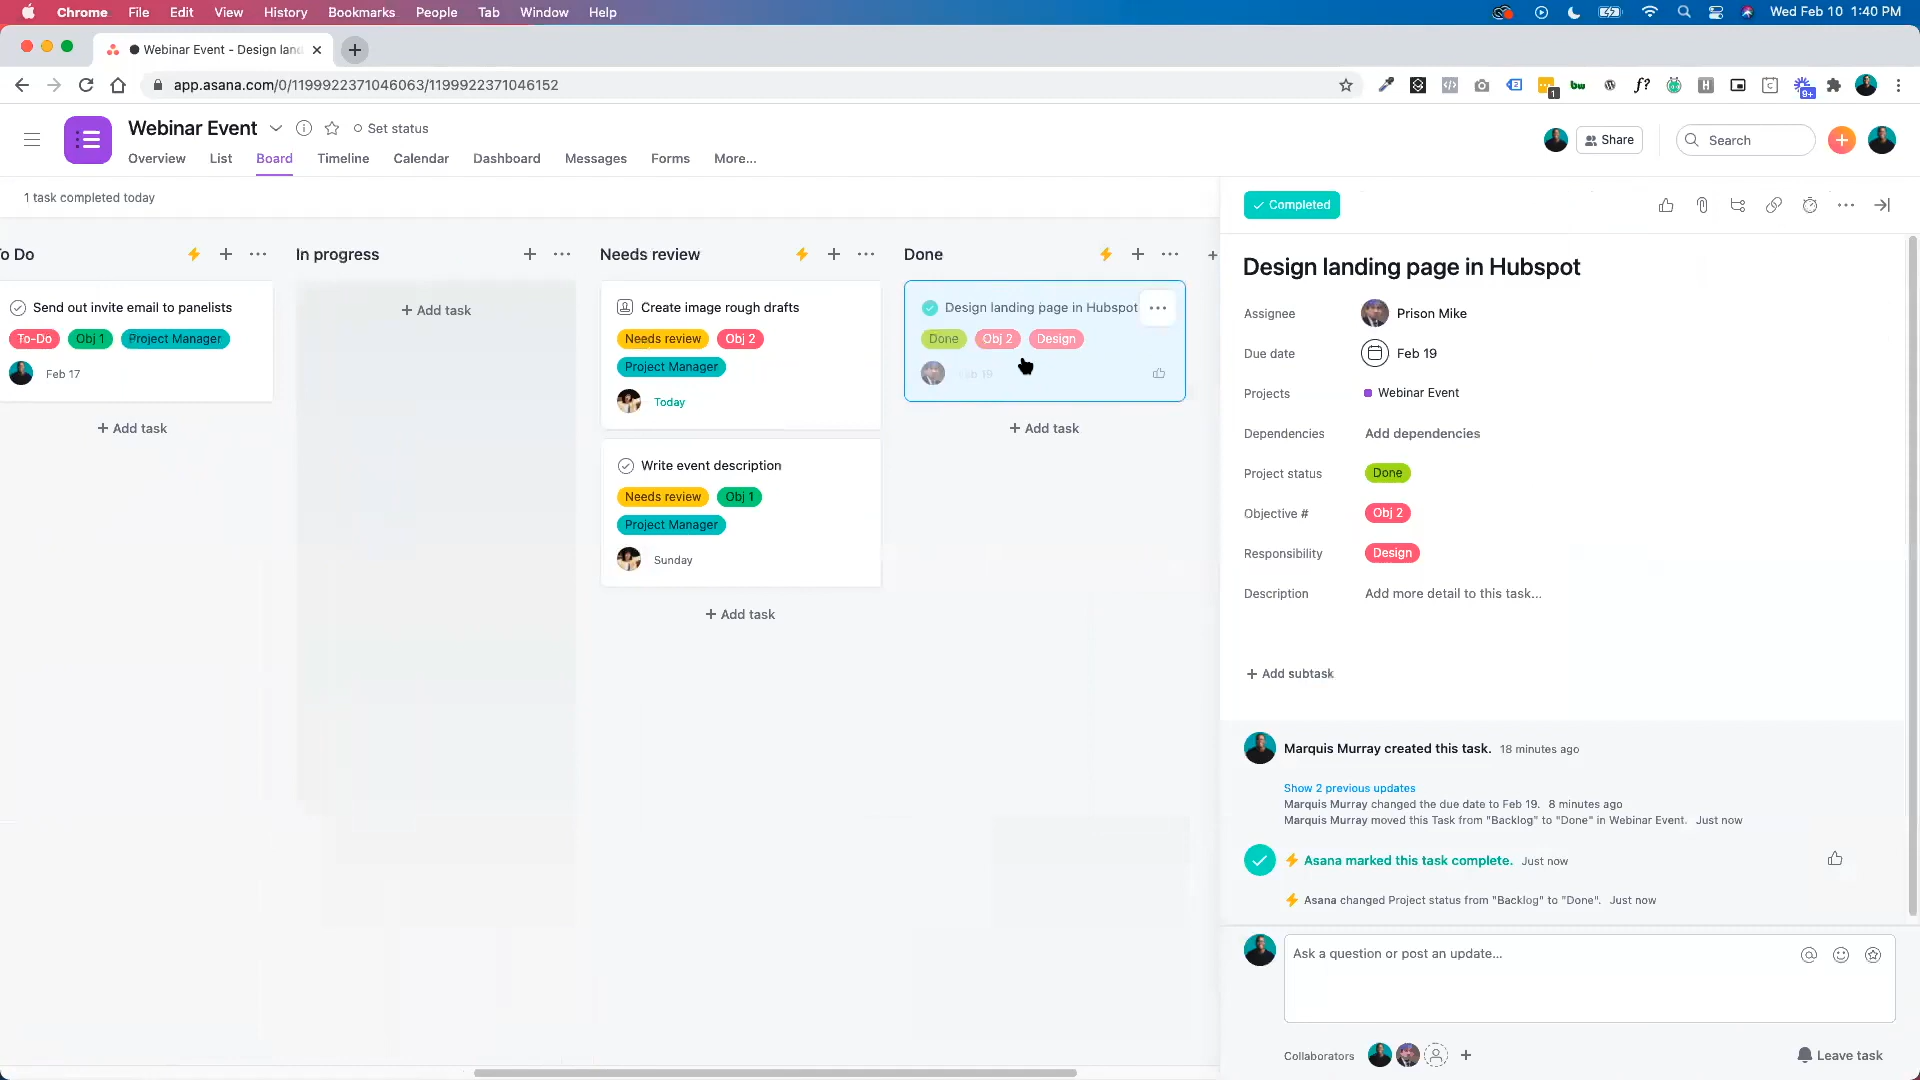 Chrome File Edit View History Bookmarks People Tab Window Help
Wed Feb 10 1:40 PM
Webinar Event - Design land
app.asana.com/0/1199922371046063/1199922371046152
1
bw
f?
H
C
9+
Webinar Event
Set status
Overview List Board Timeline Calendar Dashboard Messages Forms More...
Share
Search
1 task completed today
o Do
Send out invite email to panelists
To-Do Obj 1 Project Manager
Feb 17
+ Add task
In progress
+ Add task
Needs review
Create image rough drafts
Needs review Obj 2
Project Manager
Today
Write event description
Needs review Obj 1
Project Manager
Sunday
+ Add task
Done
Design landing page in Hubspot
Done Obj 2 Design
Feb 19
+ Add task
Completed
Design landing page in Hubspot
Assignee Prison Mike
Due date Feb 19
Projects Webinar Event
Dependencies Add dependencies
Project status Done
Objective # Obj 2
Responsibility Design
Description Add more detail to this task...
+ Add subtask
Marquis Murray created this task. 18 minutes ago
Show 2 previous updates
Marquis Murray changed the due date to Feb 19. 8 minutes ago
Marquis Murray moved this Task from "Backlog" to "Done" in Webinar Event. Just now
Asana marked this task complete. Just now
Asana changed Project status from "Backlog" to "Done". Just now
Ask a question or post an update...
Collaborators
Leave task